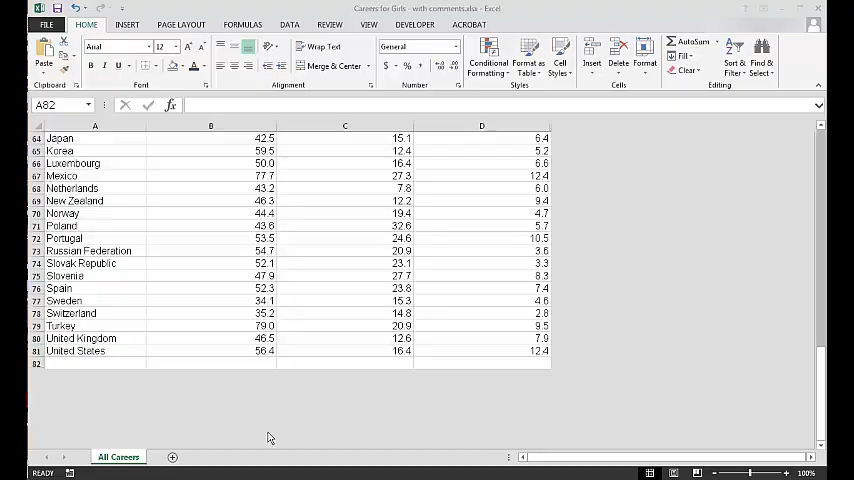 Careers for Girls - with comments.xlsx - Excel
FILE HOME INSERT PAGE LAYOUT FORMULAS DATA REVIEW VIEW DEVELOPER ACROBAT
Paste
Arial 12
B I U
Wrap Text
Merge & Center
General
$ % ,
Conditional Formatting
Format as Table
Cell Styles
Insert
Delete
Format
AutoSum
Fill
Clear
Sort & Filter
Find & Select
Clipboard Font Alignment Number Styles Cells Editing
A82 fx
A B C D
64 Japan 42.5 15.1 6.4
65 Korea 59.5 12.4 5.2
66 Luxembourg 50.0 16.4 6.6
67 Mexico 77.7 27.3 12.4
68 Netherlands 43.2 7.8 6.0
69 New Zealand 46.3 12.2 9.4
70 Norway 44.4 19.4 4.7
71 Poland 43.6 32.6 5.7
72 Portugal 53.5 24.6 10.5
73 Russian Federation 54.7 20.9 3.6
74 Slovak Republic 52.1 23.1 3.3
75 Slovenia 47.9 27.7 8.3
76 Spain 52.3 23.8 7.4
77 Sweden 34.1 15.3 4.6
78 Switzerland 35.2 14.8 2.8
79 Turkey 79.0 20.9 9.5
80 United Kingdom 46.5 12.6 7.9
81 United States 56.4 16.4 12.4
82
All Careers
READY 100%